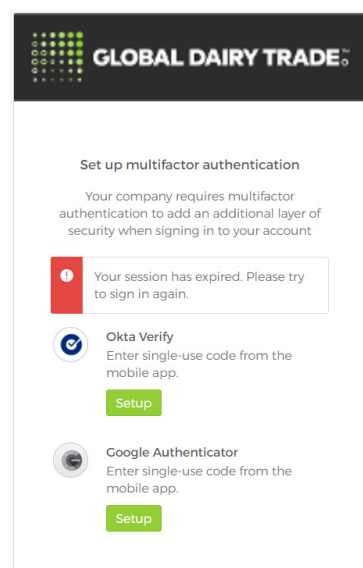 GLOBAL DAIRY TRADE™
Set up multifactor authentication
Your company requires multifactor
authentication to add an additional layer of
security when signing in to your account
Your session has expired. Please try
to sign in again.
Okta Verify
Enter single-use code from the
mobile app.
Setup
Google Authenticator
Enter single-use code from the
mobile app.
Setup